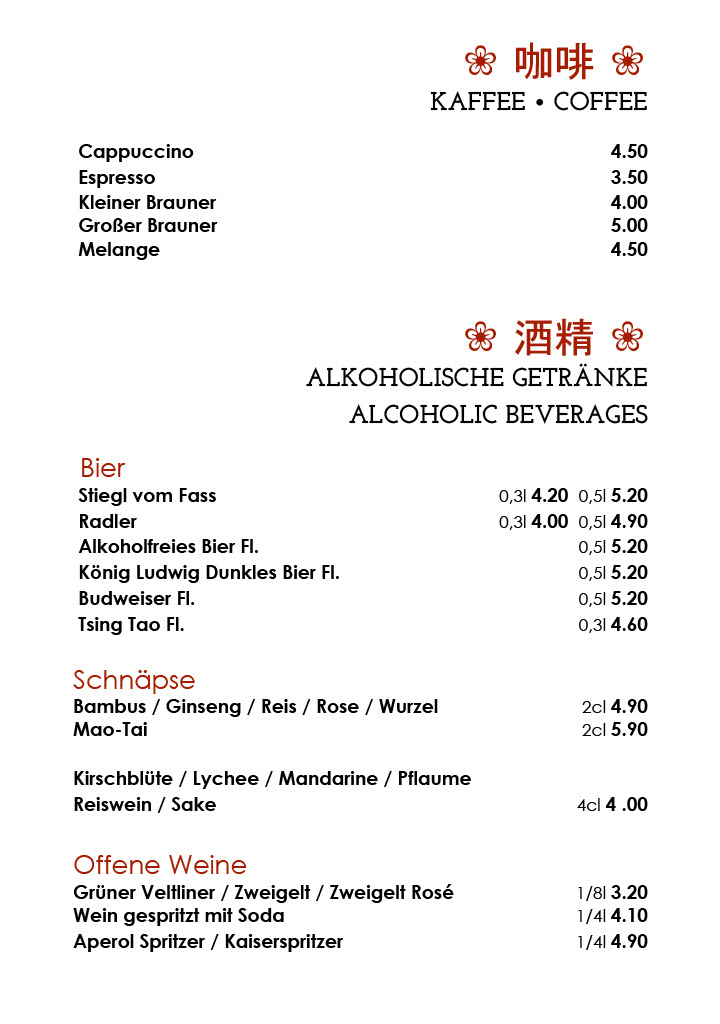 咖啡
KAFFEE • COFFEE
Cappuccino 4.50
Espresso 3.50
Kleiner Brauner 4.00
Großer Brauner 5.00
Melange 4.50
酒精
ALKOHOLISCHE GETRÄNKE
ALCOHOLIC BEVERAGES
Bier
Stiegl vom Fass 0,3l 4.20 0,5l 5.20
Radler 0,3l 4.00 0,5l 4.90
Alkoholfreies Bier Fl. 0,5l 5.20
König Ludwig Dunkles Bier Fl. 0,5l 5.20
Budweiser Fl. 0,5l 5.20
Tsing Tao Fl. 0,3l 4.60
Schnäpse
Bambus / Ginseng / Reis / Rose / Wurzel 2cl 4.90
Mao-Tai 2cl 5.90
Kirschblüte / Lychee / Mandarine / Pflaume
Reiswein / Sake 4cl 4 .00
Offene Weine
Grüner Veltliner / Zweigelt / Zweigelt Rosé 1/8l 3.20
Wein gespritzt mit Soda 1/4l 4.10
Aperol Spritzer / Kaiserspritzer 1/4l 4.90